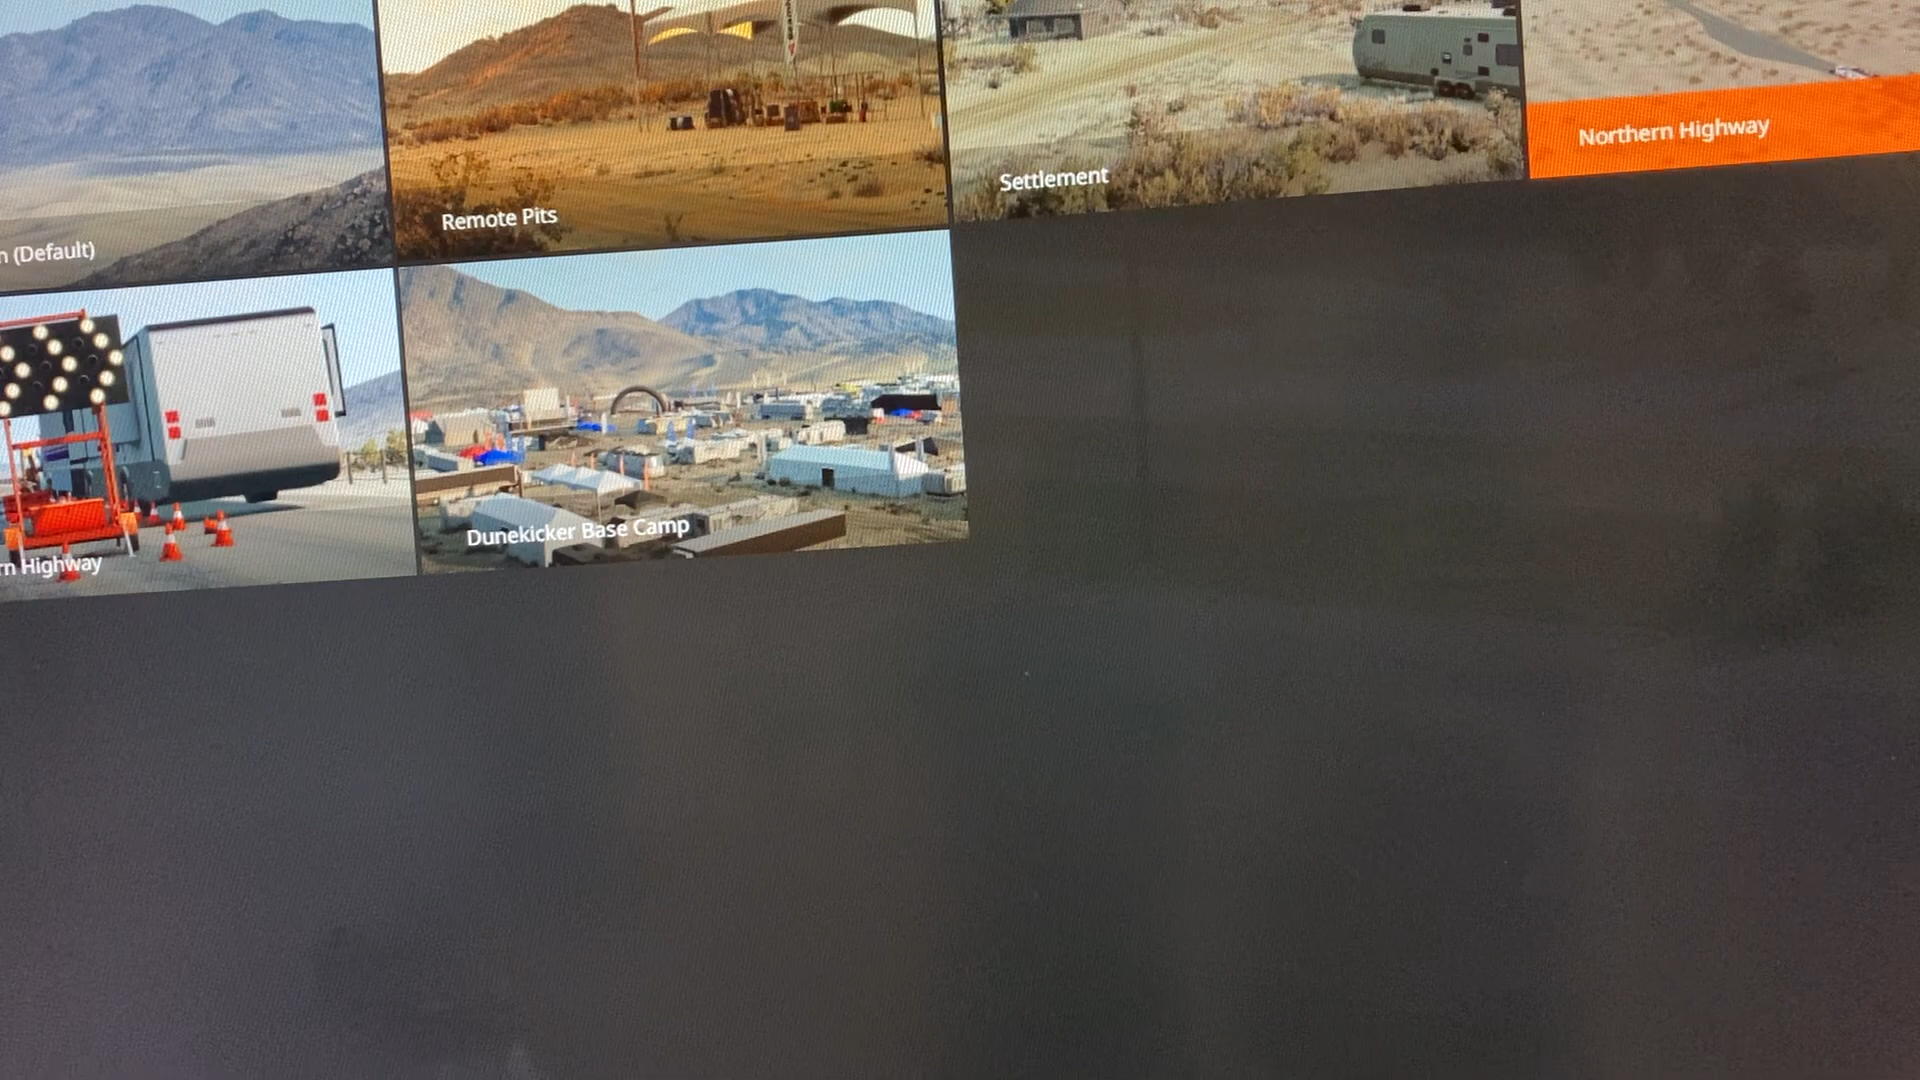 n (Default)
Remote Pits
Settlement
Northern Highway
rn Highway
Dunekicker Base Camp